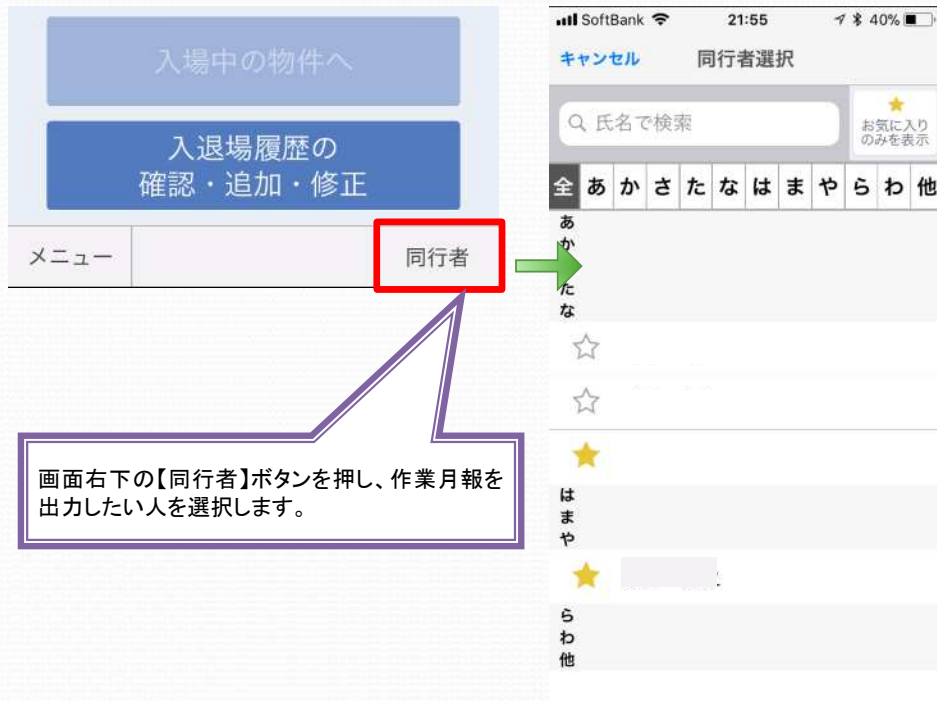 入場中の物件へ
入退場履歴の
確認・追加・修正
メニュー
同行者
画面右下の【同行者】ボタンを押し、作業月報を
出力したい人を選択します。
SoftBank 21:55 40%
キャンセル 同行者選択
氏名で検索
お気に入り
のみを表示
全 あ か さ た な は ま や ら わ 他
あ
か
た
な
は
ま
や
ら
わ
他